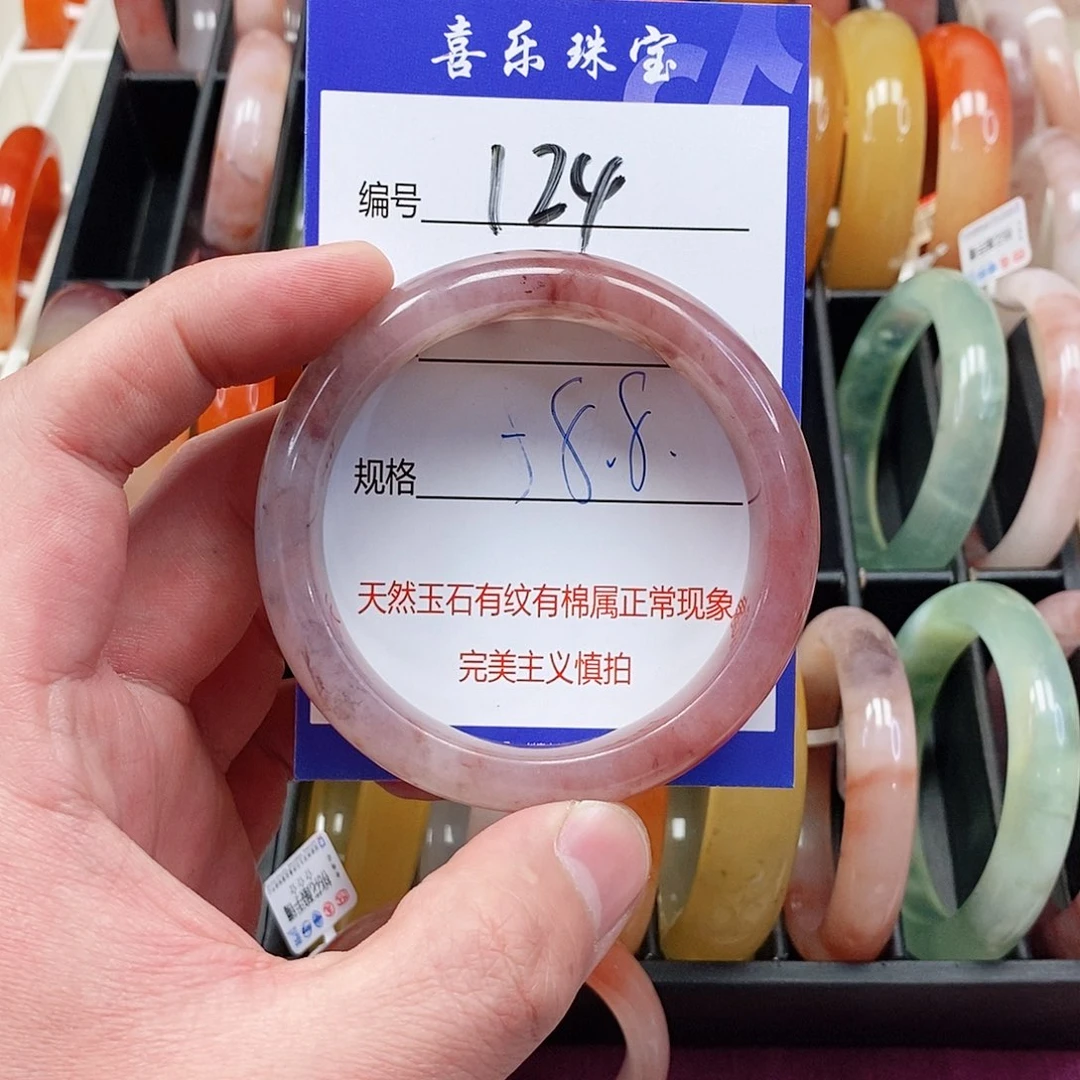 喜乐珠宝
编号 124
规格 58.8.
天然玉石有纹有棉属正常现象
完美主义慎拍